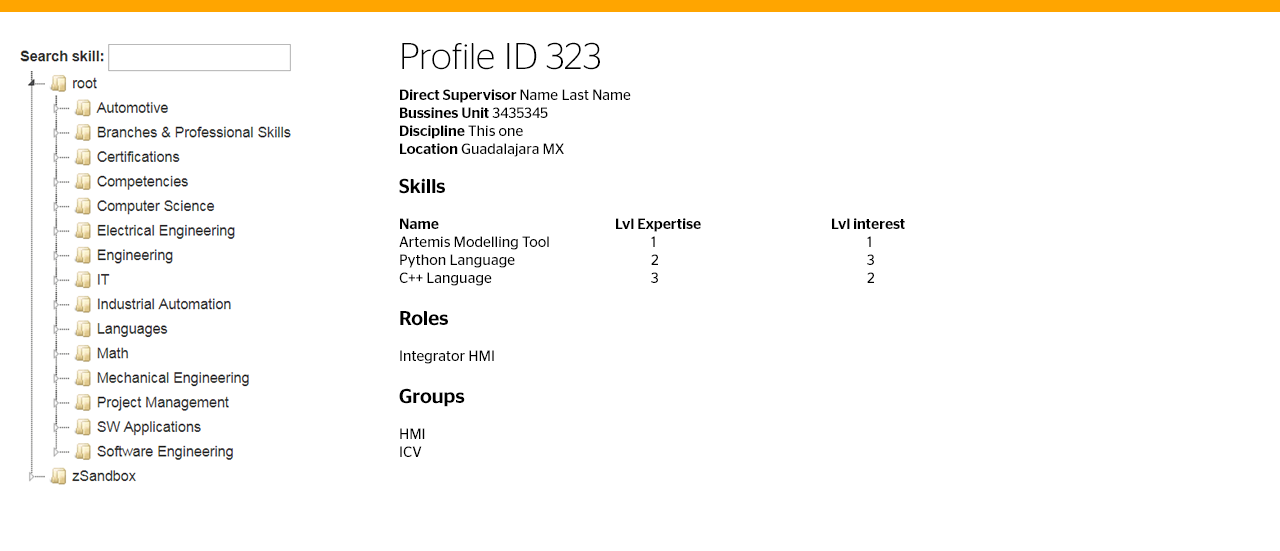 Search skill:
root
Automotive
Branches & Professional Skills
Certifications
Competencies
Computer Science
Electrical Engineering
Engineering
IT
Industrial Automation
Languages
Math
Mechanical Engineering
Project Management
SW Applications
Software Engineering
zSandbox
Profile ID 323
Direct Supervisor Name Last Name
Bussines Unit 3435345
Discipline This one
Location Guadalajara MX
Skills
Name Lvl Expertise Lvl interest
Artemis Modelling Tool 1 1
Python Language 2 3
C++ Language 3 2
Roles
Integrator HMI
Groups
HMI
ICV